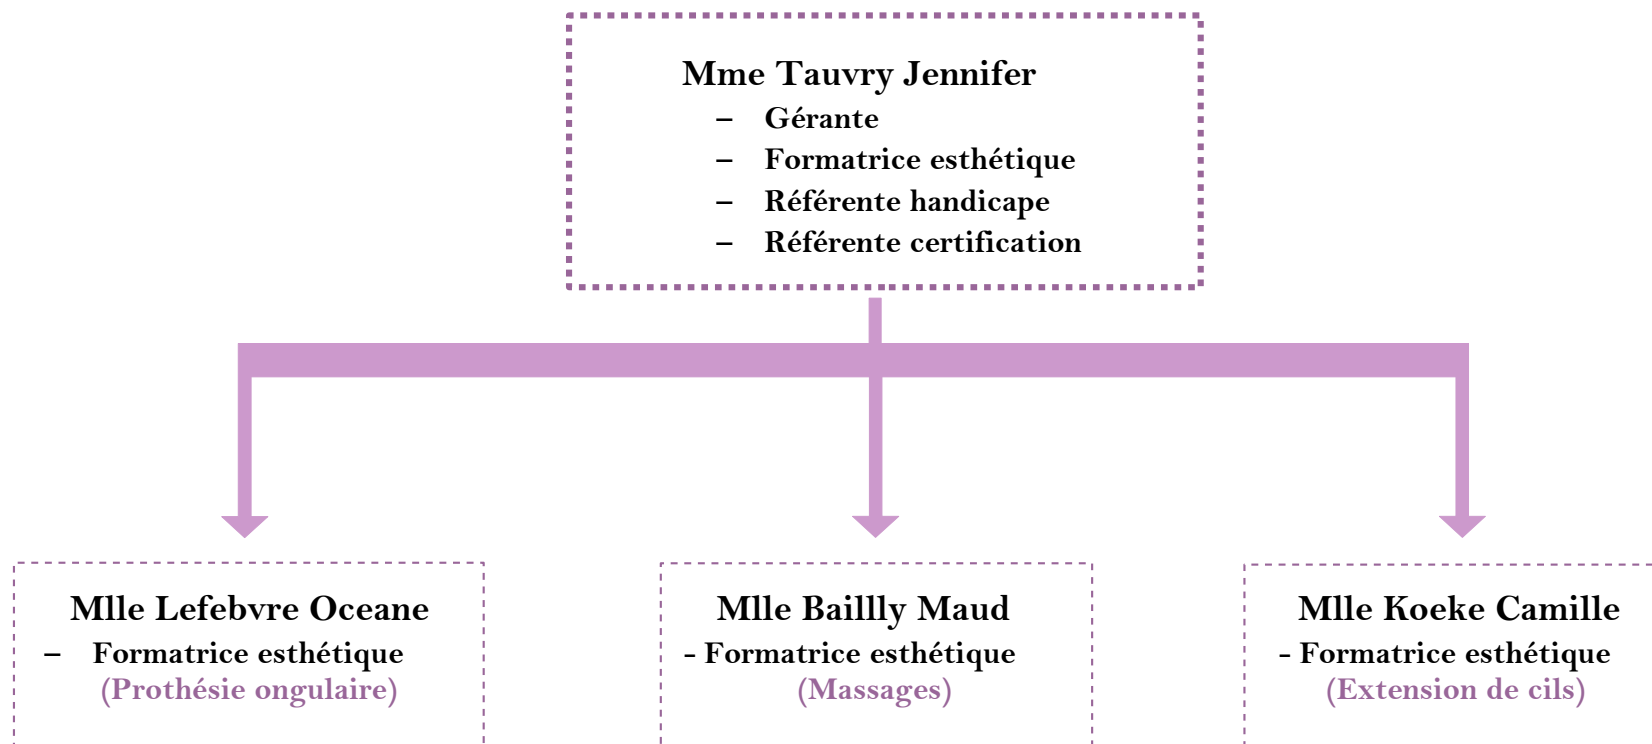 Mme Tauvry Jennifer
– Gérante
– Formatrice esthétique
– Référente handicape
– Référente certification
Mlle Lefebvre Oceane
– Formatrice esthétique
(Prothésie ongulaire)
Mlle Baillly Maud
- Formatrice esthétique
(Massages)
Mlle Koeke Camille
- Formatrice esthétique
(Extension de cils)